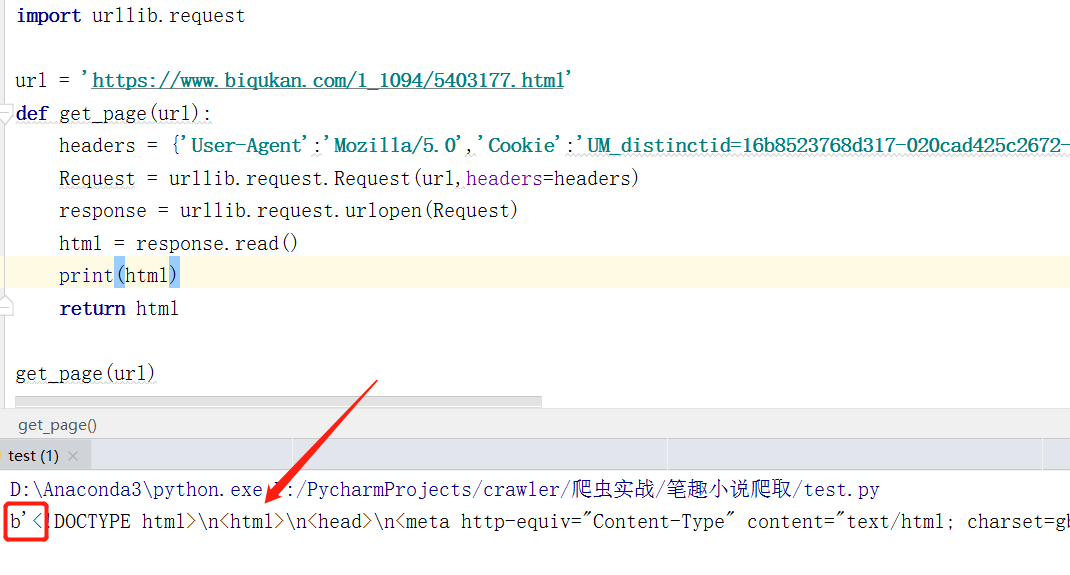 import urllib.request
url = 'https://www.biqukan.com/1_1094/5403177.html'
def get_page(url):
headers = {'User-Agent':'Mozilla/5.0','Cookie':'UM_distinctid=16b8523768d317-020cad425c2672-
Request = urllib.request.Request(url,headers=headers)
response = urllib.request.urlopen(Request)
html = response.read()
print(html)
return html
get_page(url)
get_page()
test (1) ×
D:\Anaconda3\python.exe :/PycharmProjects/crawler/爬虫实战/笔趣小说爬取/test.py
b'<!DOCTYPE html>\n<html>\n<head>\n<meta http-equiv="Content-Type" content="text/html; charset=gb